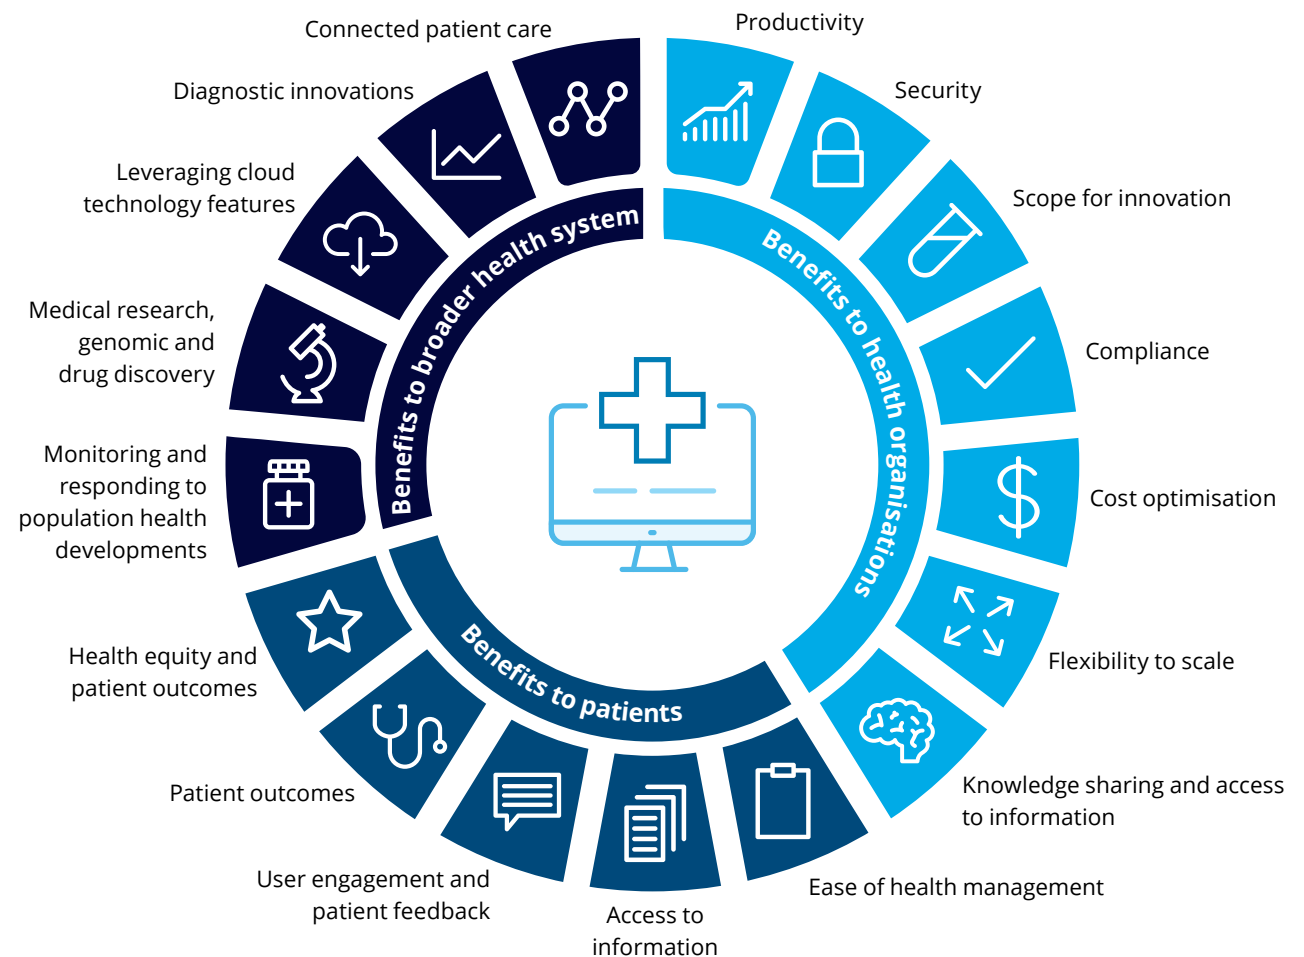 Connected patient care
Productivity
Diagnostic innovations
Security
Leveraging cloud
technology features
Scope for innovation
Medical research,
genomic and
drug discovery
Compliance
Monitoring and
responding to
population health
developments
Cost optimisation
Health equity and
patient outcomes
Flexibility to scale
Patient outcomes
Knowledge sharing and access
to information
User engagement and
patient feedback
Access to
information
Ease of health management
Benefits to broader health system
Benefits to health organisations
Benefits to patients